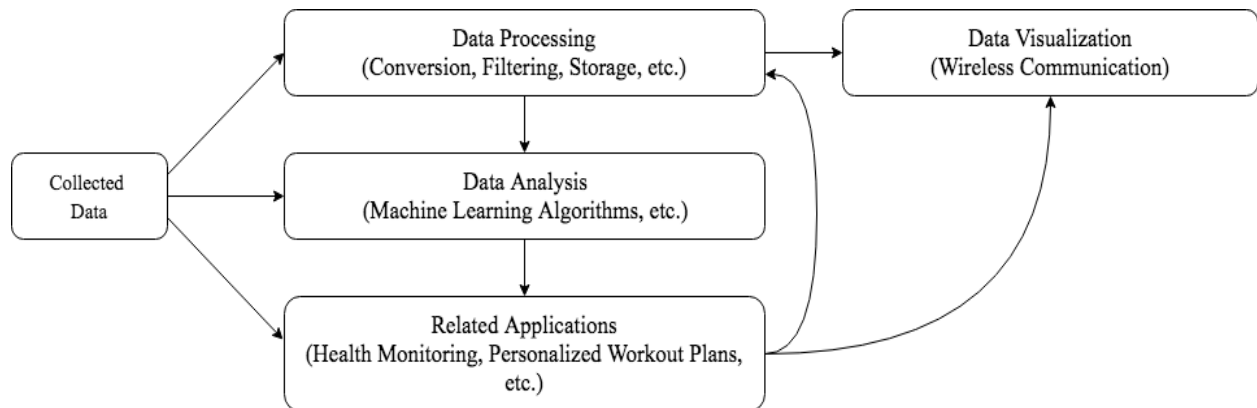 Data Processing
(Conversion, Filtering, Storage, etc.)
Data Visualization
(Wireless Communication)
Collected
Data
Data Analysis
(Machine Learning Algorithms, etc.)
Related Applications
(Health Monitoring, Personalized Workout Plans,
etc.)